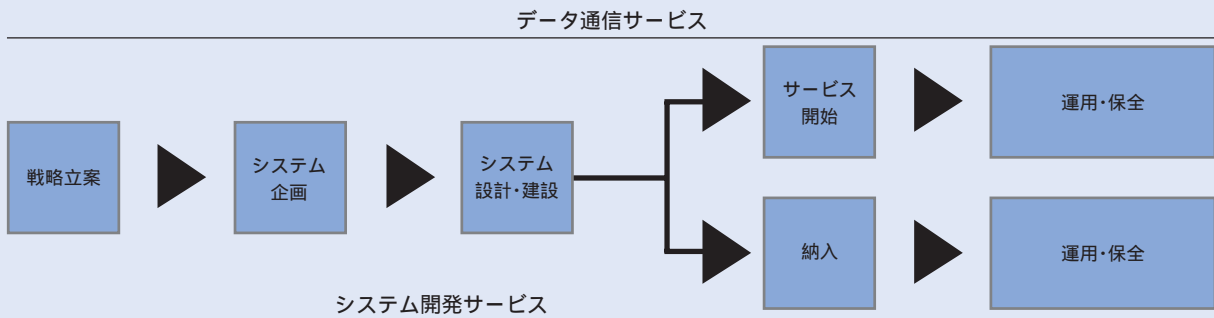 データ通信サービス
戦略立案
システム
企画
システム
設計・建設
サービス
開始
運用・保全
納入
運用・保全
システム開発サービス